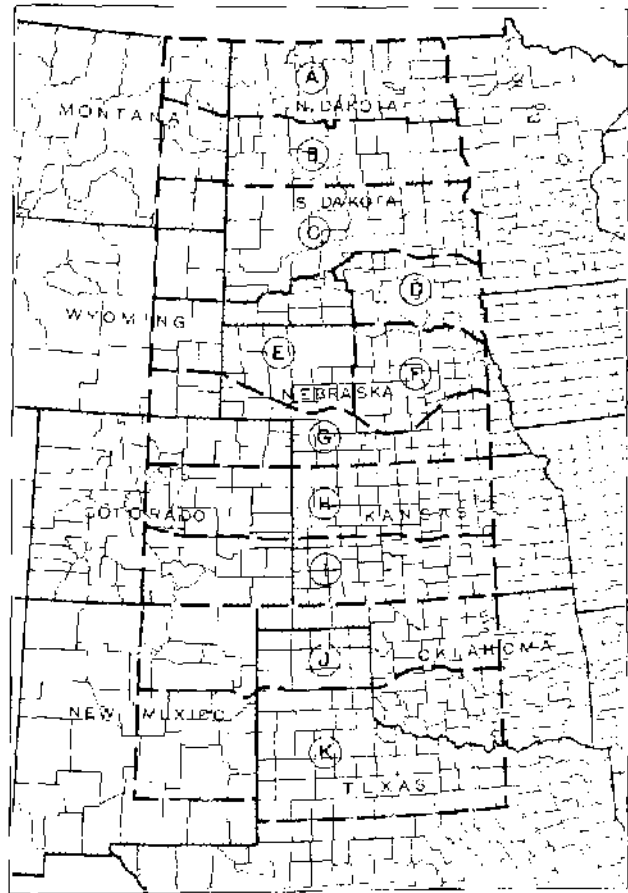 A
MONTANA
N. DAKOTA
B
S. DAKOTA
C
D
WYOMING
E
F
NEBRASKA
G
H
COLORADO
KANSAS
I
J
OKLAHOMA
NEW MEXICO
K
TEXAS